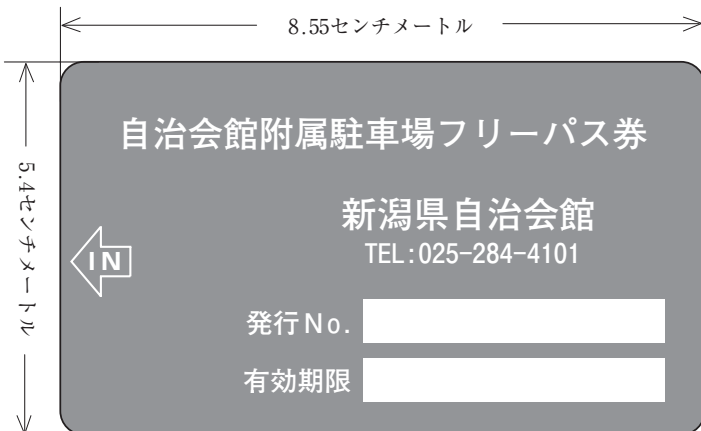 8.55センチメートル
5.4センチメートル
自治会館附属駐車場フリーパス券
新潟県自治会館
TEL:025-284-4101
IN
発行No.
有効期限